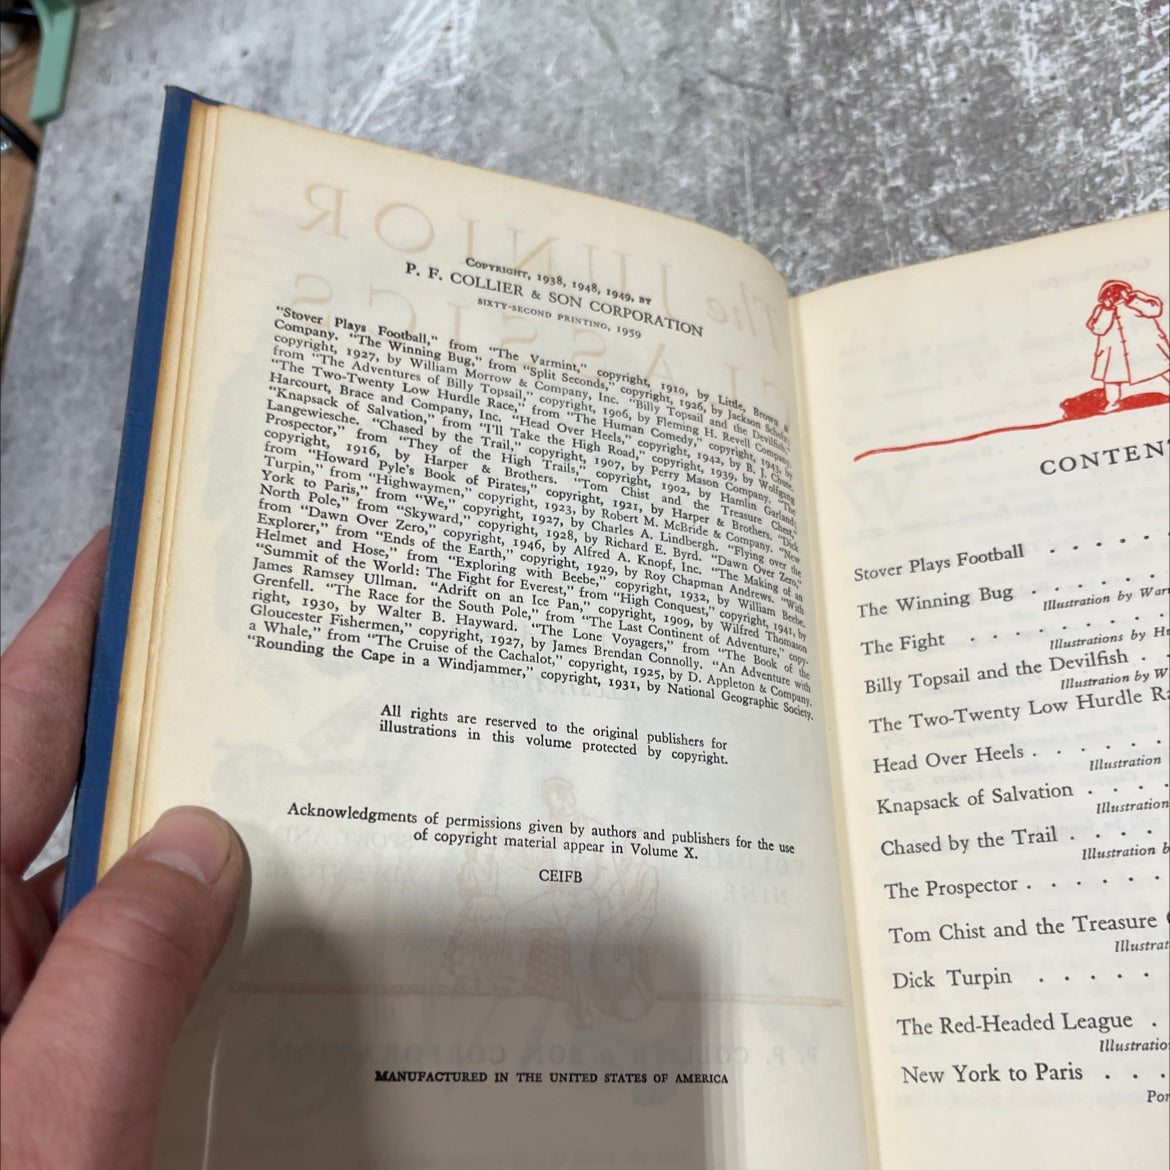 COPYRIGHT, 1938, 1948, 1949, BY
P. F. COLLIER & SON CORPORATION
SIXTY-SECOND PRINTING, 1959
"Stover Plays Football," from "The Varmint," copyright, 1910, by Little, Brown &
Company. "The Winning Bug," from "Split Seconds," copyright, 1926, by Jackson Scholz;
copyright, 1927, by William Morrow & Company, Inc. "Billy Topsail and the Devilfish,"
from "The Adventures of Billy Topsail," copyright, 1906, by Fleming H. Revell Company.
"The Two-Twenty Low Hurdle Race," from "The Human Comedy," copyright, 1943, by
Harcourt, Brace and Company, Inc. "Head Over Heels," copyright, 1942, by B. J. Chute.
"Knapsack of Salvation," from "I'll Take the High Road," copyright, 1939, by Wolfgang
Langewiesche. "Chased by the Trail," copyright, 1907, by Perry Mason Company. "The
Prospector," from "They of the High Trails," copyright, 1902, by Hamlin Garland;
copyright, 1916, by Harper & Brothers. "Tom Chist and the Treasure Chest,"
from "Howard Pyle's Book of Pirates," copyright, 1921, by Harper & Brothers. "Dick
Turpin," from "Highwaymen," copyright, 1923, by Robert M. McBride & Company. "New
York to Paris," from "We," copyright, 1927, by Charles A. Lindbergh. "Flying over the
North Pole," from "Skyward," copyright, 1928, by Richard E. Byrd. "Dawn Over Zero,"
from "Dawn Over Zero," copyright, 1946, by Alfred A. Knopf, Inc. "The Making of an
Explorer," from "Ends of the Earth," copyright, 1929, by Roy Chapman Andrews. "With
Helmet and Hose," from "Exploring with Beebe," copyright, 1932, by William Beebe.
"Summit of the World: The Fight for Everest," from "High Conquest," copyright, 1941, by
James Ramsey Ullman. "Adrift on an Ice Pan," copyright, 1909, by Wilfred Thomason
Grenfell. "The Race for the South Pole," from "The Last Continent of Adventure," copy-
right, 1930, by Walter B. Hayward. "The Lone Voyagers," from "The Book of the
Gloucester Fishermen," copyright, 1927, by James Brendan Connolly. "An Adventure with
a Whale," from "The Cruise of the Cachalot," copyright, 1925, by D. Appleton & Company.
"Rounding the Cape in a Windjammer," copyright, 1931, by National Geographic Society.
All rights are reserved to the original publishers for
illustrations in this volume protected by copyright.
Acknowledgments of permissions given by authors and publishers for the use
of copyright material appear in Volume X.
CEIFB
MANUFACTURED IN THE UNITED STATES OF AMERICA
CONTEN
Stover Plays Football . . . . .
The Winning Bug . . . . .
Illustration by War
The Fight . . . . . .
Illustrations by H
Billy Topsail and the Devilfish . .
Illustration by W
The Two-Twenty Low Hurdle Ra
Head Over Heels . . . . . .
Illustration
Knapsack of Salvation . . . .
Illustration
Chased by the Trail . . . .
Illustration b
The Prospector . . . . . .
Tom Chist and the Treasure
Illustrat
Dick Turpin . . . . .
The Red-Headed League .
Illustratio
New York to Paris . . .
Por